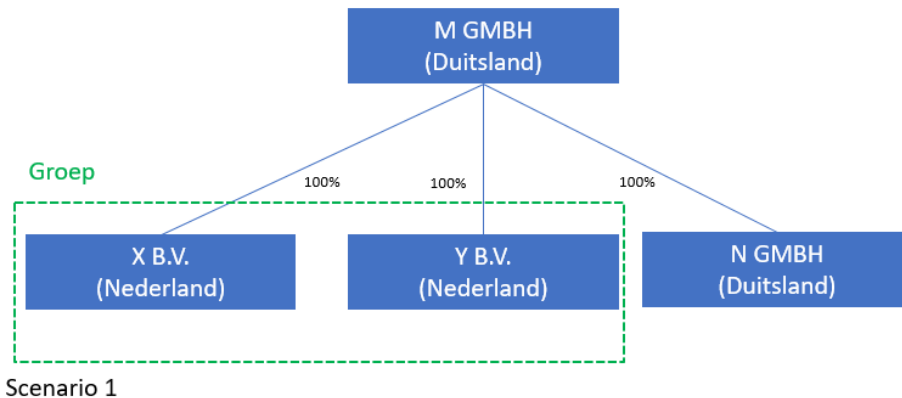 M GMBH
(Duitsland)
Groep
100%
100%
100%
X B.V.
(Nederland)
Y B.V.
(Nederland)
N GMBH
(Duitsland)
Scenario 1